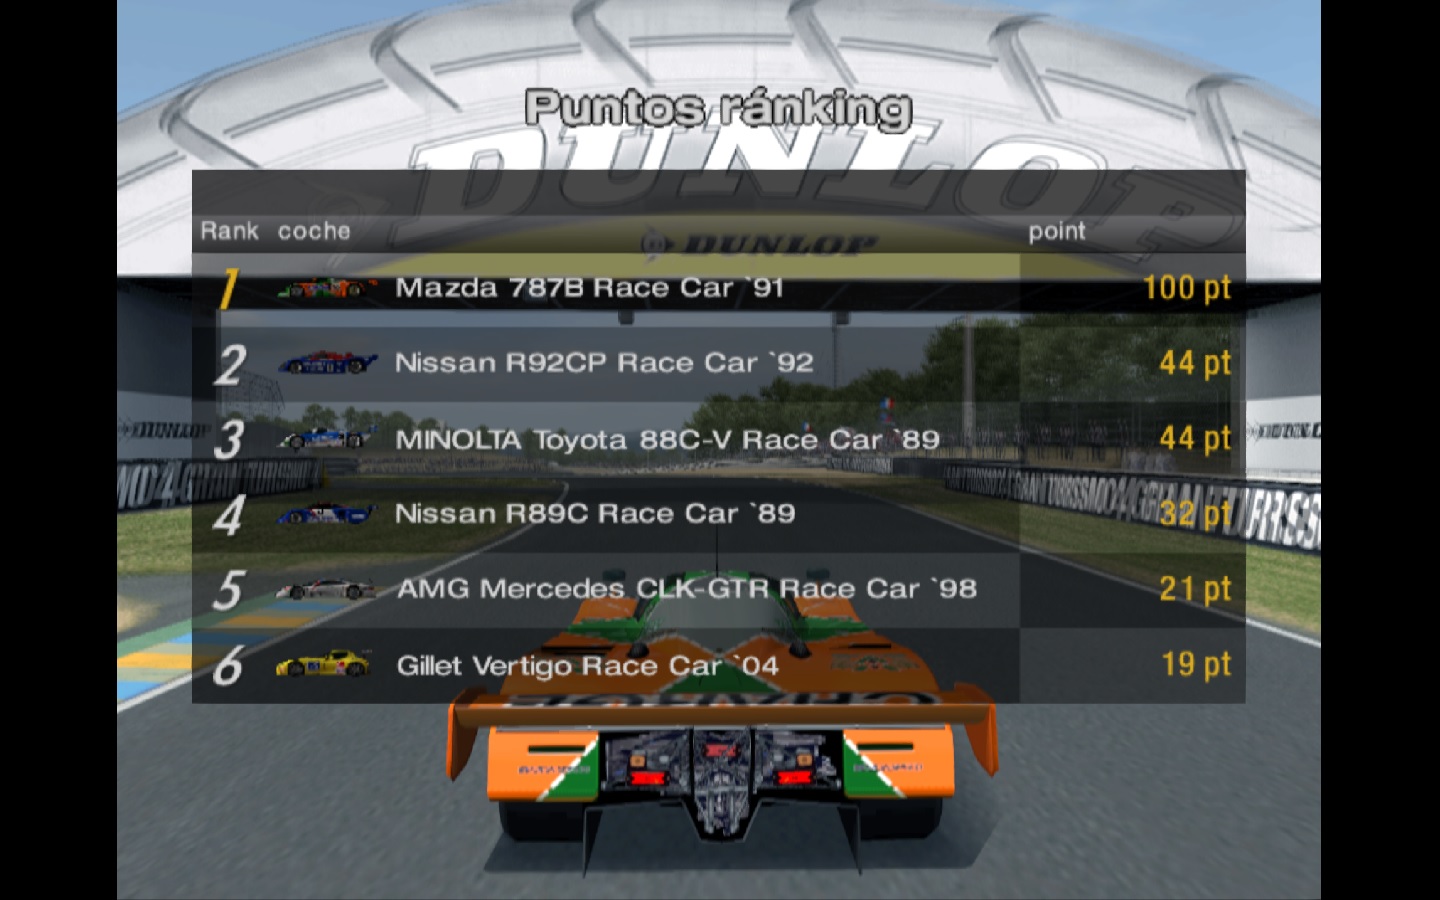 Puntos ránking
DUNLOP
Rank coche point
DUNLOP
1 Mazda 787B Race Car `91 100 pt
2 Nissan R92CP Race Car `92 44 pt
3 MINOLTA Toyota 88C-V Race Car `89 44 pt
4 Nissan R89C Race Car `89 32 pt
5 AMG Mercedes CLK-GTR Race Car `98 21 pt
6 Gillet Vertigo Race Car `04 19 pt
DUNLOP